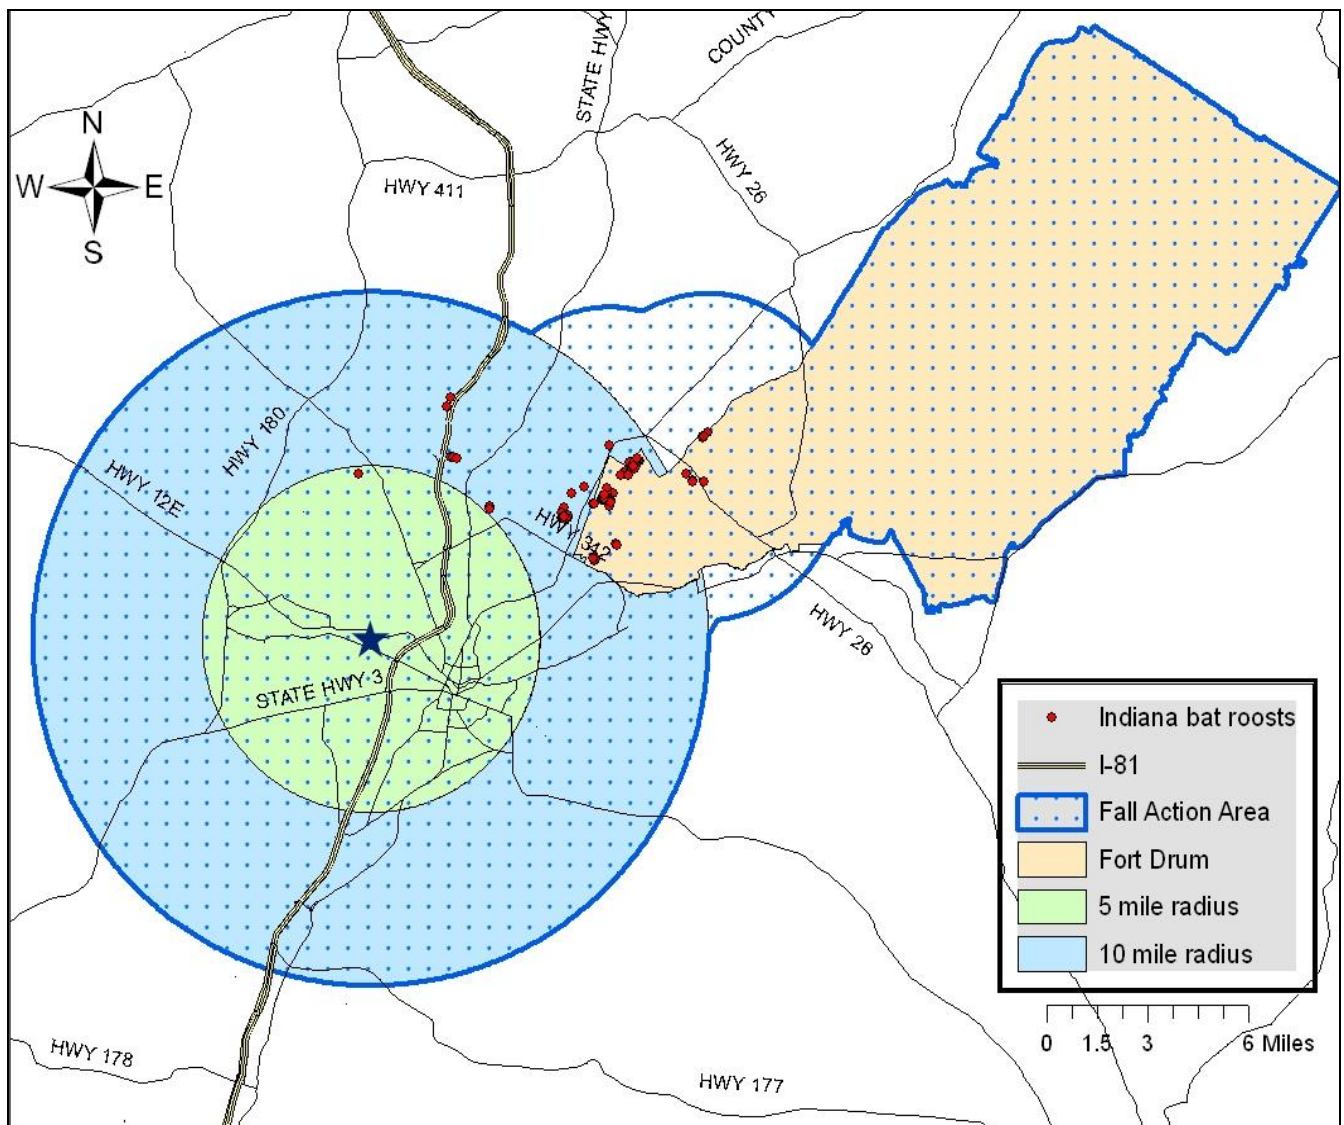 STATE HWY
COUNTY
N
W E
S
HWY 411
HWY 26
HWY 180
HWY 12E
HWY 342
HWY 26
STATE HWY 3
Indiana bat roosts
I-81
Fall Action Area
Fort Drum
5 mile radius
10 mile radius
0 1.5 3 6 Miles
HWY 178
HWY 177